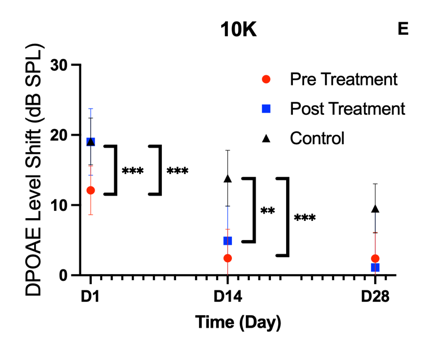 10K
E
DPOAE Level Shift (dB SPL)
30
20
10
0
Pre Treatment
Post Treatment
Control
***
***
**
***
D1
D14
D28
Time (Day)